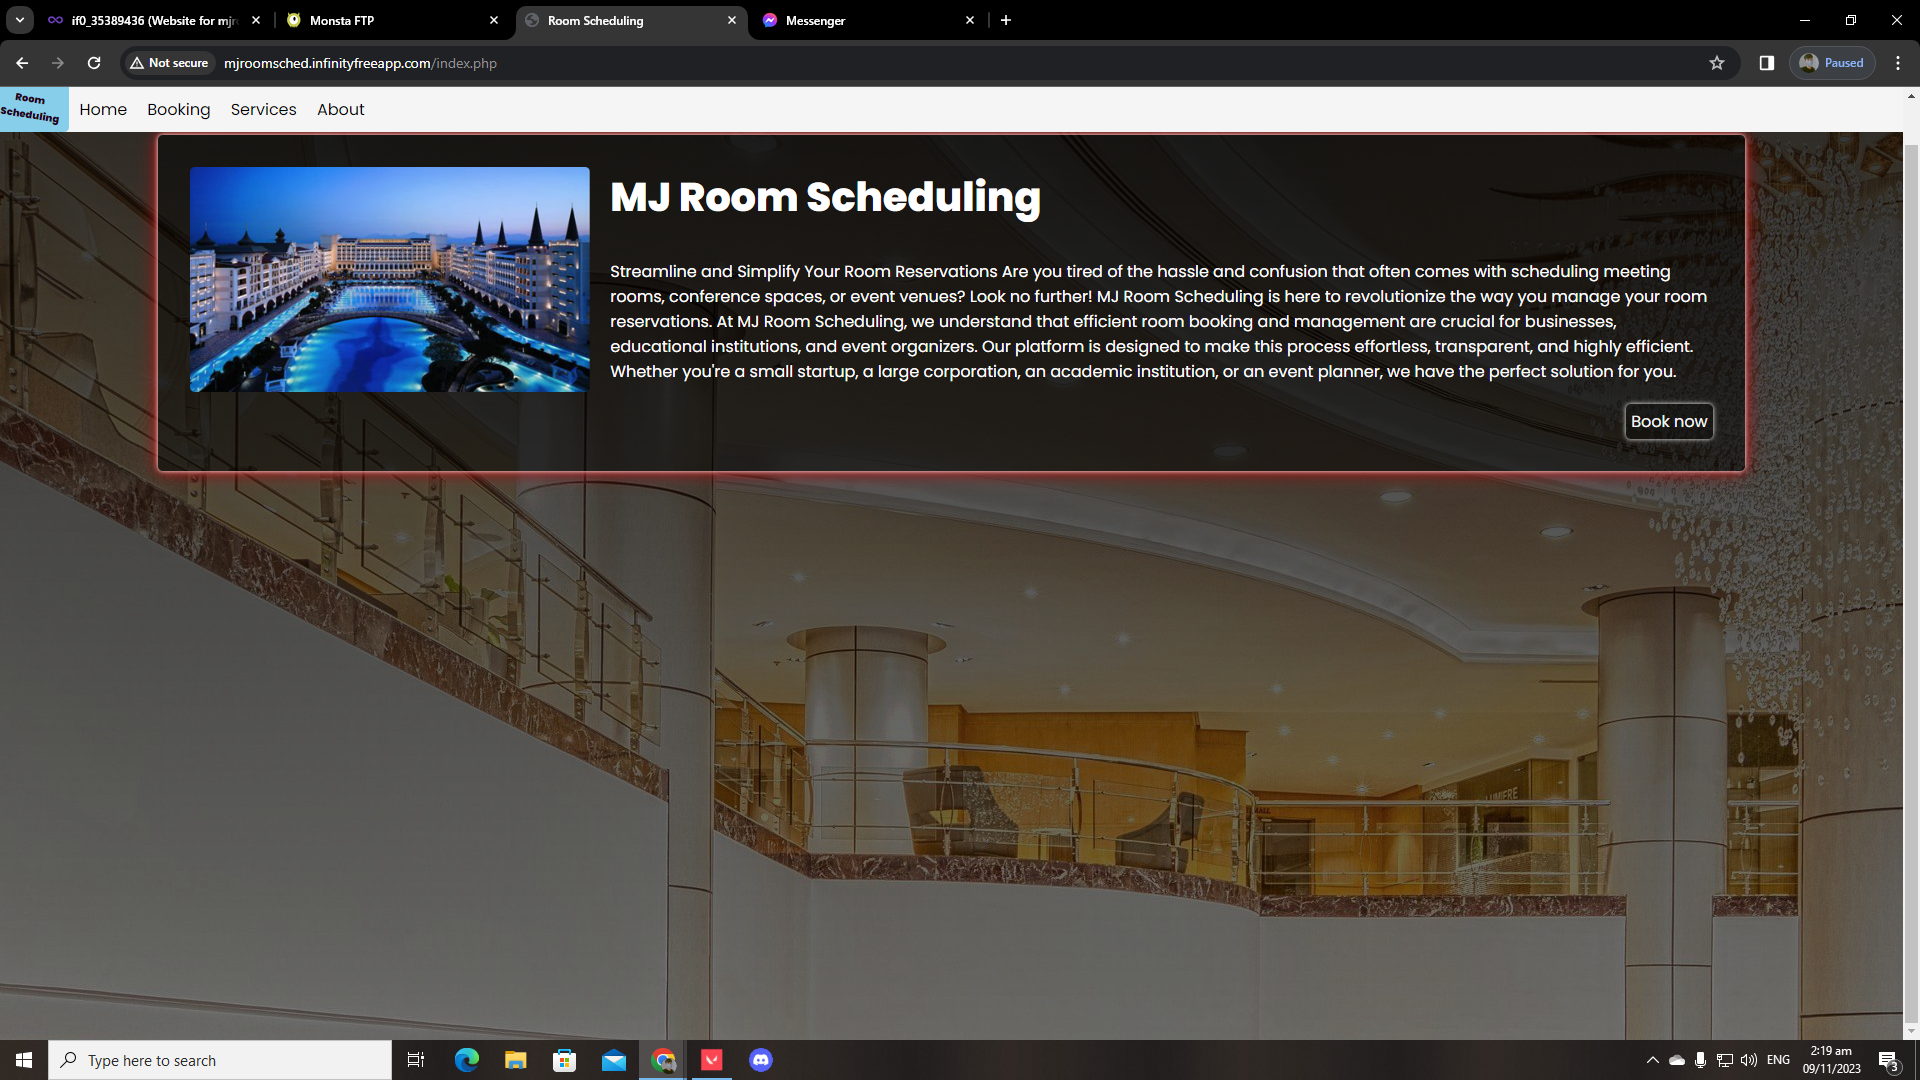 if0_35389436 (Website for mjr
Monsta FTP
Room Scheduling
Messenger
Not secure
mjroomsched.infinityfreeapp.com/index.php
Paused
Room
Scheduling
Home
Booking
Services
About
MJ Room Scheduling
Streamline and Simplify Your Room Reservations Are you tired of the hassle and confusion that often comes with scheduling meeting
rooms, conference spaces, or event venues? Look no further! MJ Room Scheduling is here to revolutionize the way you manage your room
reservations. At MJ Room Scheduling, we understand that efficient room booking and management are crucial for businesses,
educational institutions, and event organizers. Our platform is designed to make this process effortless, transparent, and highly efficient.
Whether you're a small startup, a large corporation, an academic institution, or an event planner, we have the perfect solution for you.
Book now
Type here to search
ENG
2:19 am
09/11/2023
3